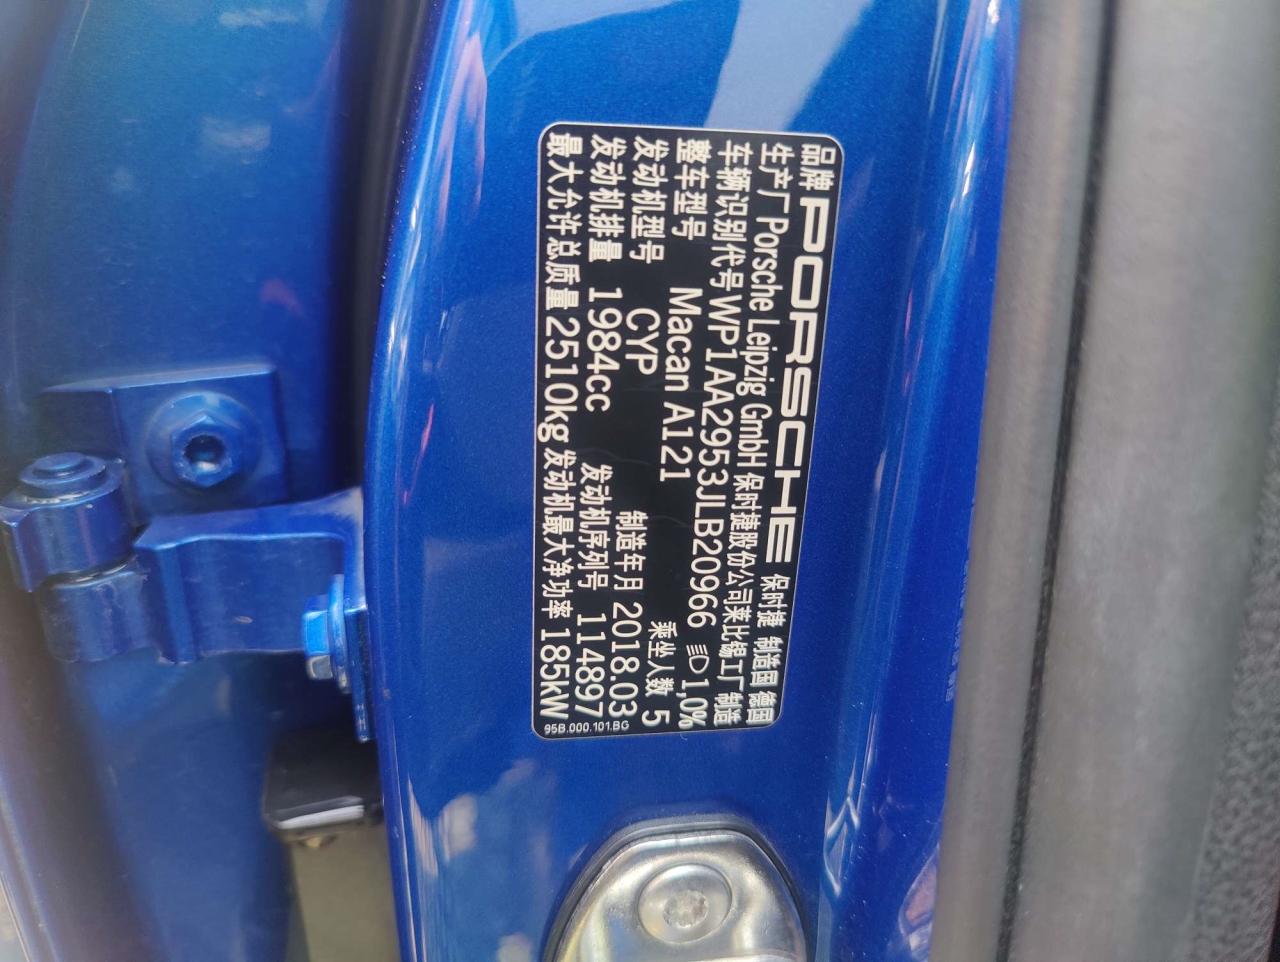 品牌 PORSCHE 保时捷 制造国 德国
生产厂 Porsche Leipzig GmbH 保时捷股份公司莱比锡工厂 制造
车辆识别代号 WP1AA2953JLB20966 1,0%
整车型号 Macan A121 乘坐人数 5
发动机型号 CYP 制造年月 2018.03
发动机排量 1984cc 发动机序列号 114897
最大允许总质量 2510kg 发动机最大净功率 185kW
95B.000.101.BG